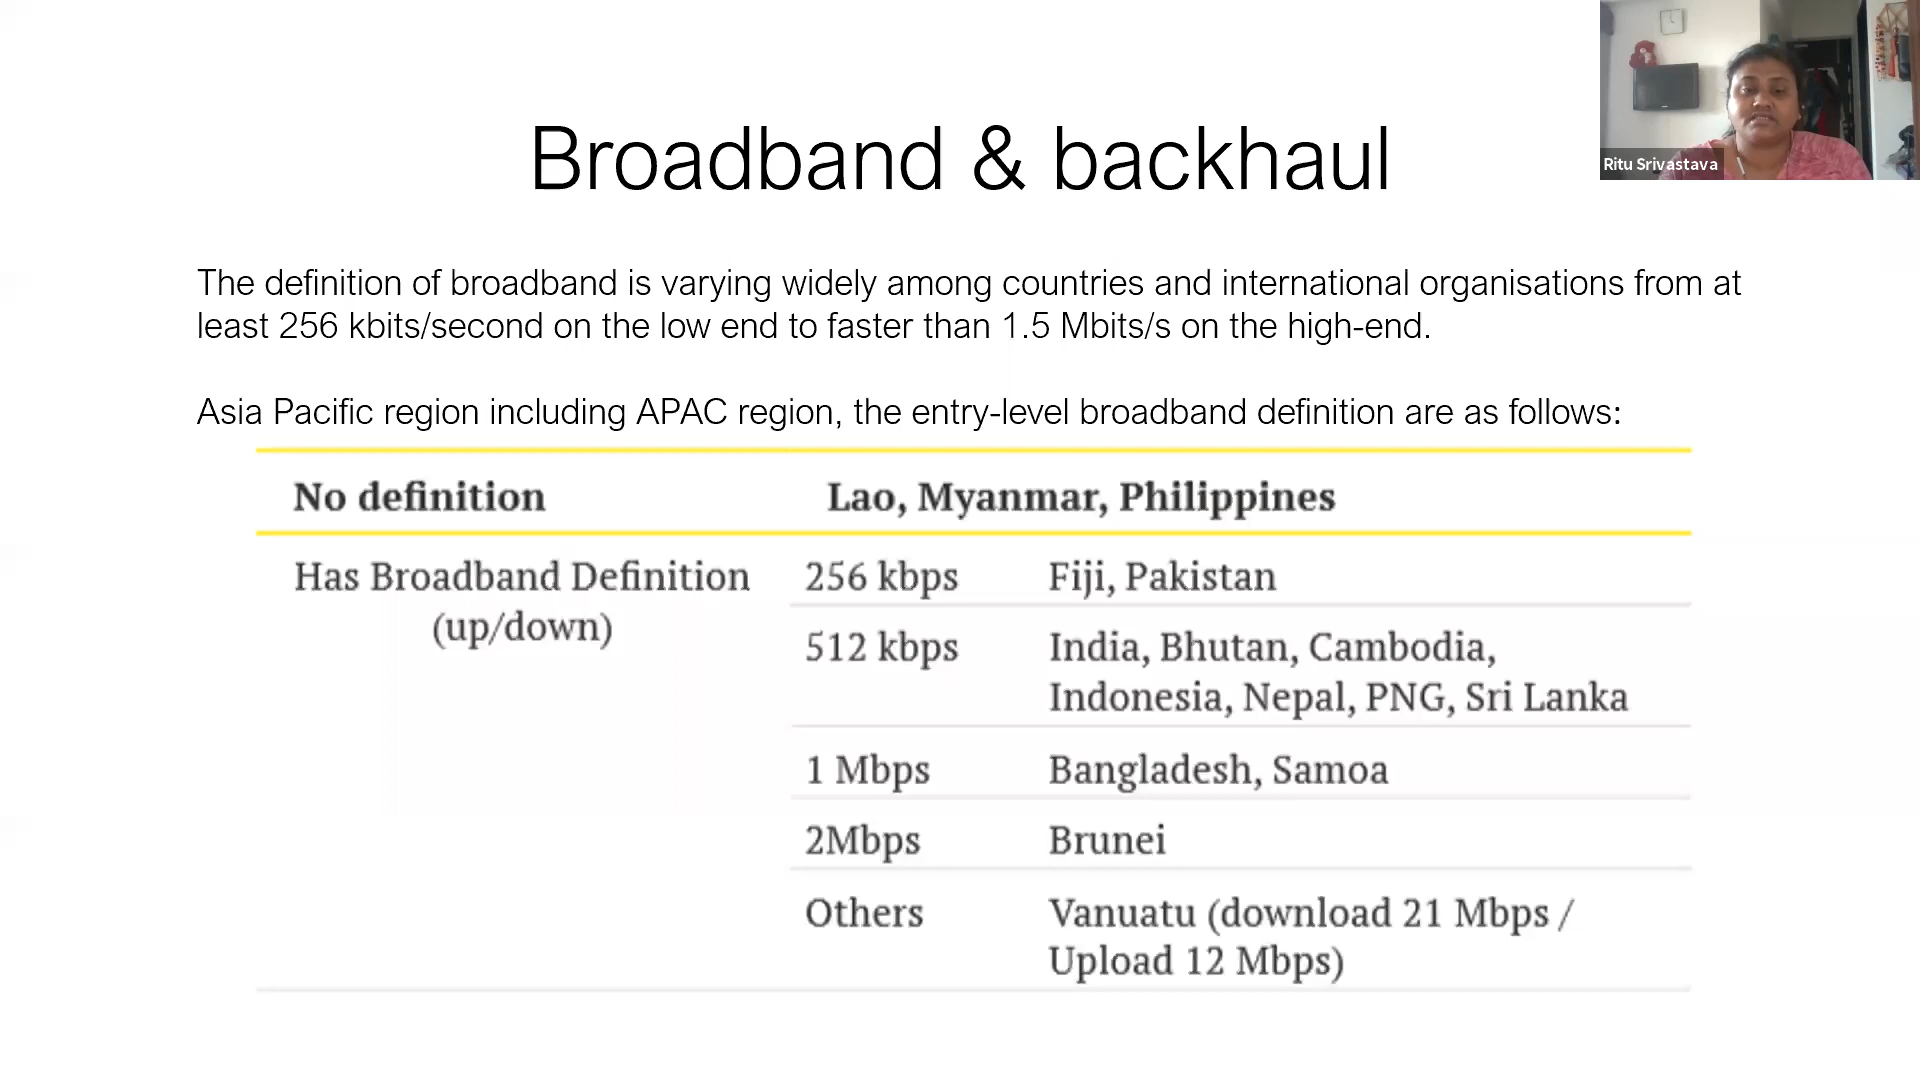 Broadband & backhaul
Ritu Srivastava
The definition of broadband is varying widely among countries and international organisations from at
least 256 kbits/second on the low end to faster than 1.5 Mbits/s on the high-end.
Asia Pacific region including APAC region, the entry-level broadband definition are as follows:
No definition Lao, Myanmar, Philippines
Has Broadband Definition 256 kbps Fiji, Pakistan
(up/down)
512 kbps India, Bhutan, Cambodia,
Indonesia, Nepal, PNG, Sri Lanka
1 Mbps Bangladesh, Samoa
2Mbps Brunei
Others Vanuatu (download 21 Mbps /
Upload 12 Mbps)